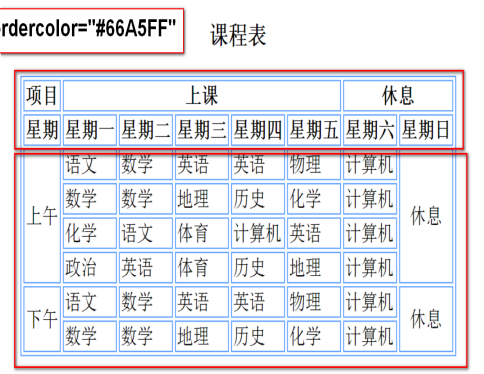 rdercolor="#66A5FF"
课程表
项目 上课 休息
星期 星期一 星期二 星期三 星期四 星期五 星期六 星期日
上午 语文 数学 英语 英语 物理 计算机 休息
数学 数学 地理 历史 化学 计算机
化学 语文 体育 计算机 英语 计算机
政治 英语 体育 历史 地理 计算机
下午 语文 数学 英语 英语 物理 计算机 休息
数学 数学 地理 历史 化学 计算机